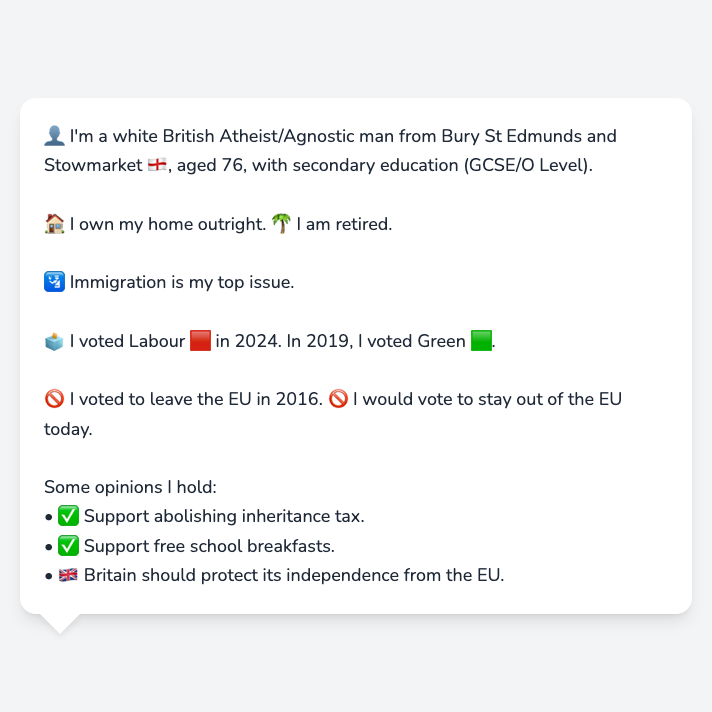 👤 I'm a white British Atheist/Agnostic man from Bury St Edmunds and
Stowmarket 🏴󠁧󠁢󠁥󠁮󠁧󠁿, aged 76, with secondary education (GCSE/O Level).
🏠 I own my home outright. 🌴 I am retired.
🛂 Immigration is my top issue.
🗳️ I voted Labour 🟥 in 2024. In 2019, I voted Green 🟩.
🚫 I voted to leave the EU in 2016. 🚫 I would vote to stay out of the EU
today.
Some opinions I hold:
• ✅ Support abolishing inheritance tax.
• ✅ Support free school breakfasts.
• 🇬🇧 Britain should protect its independence from the EU.